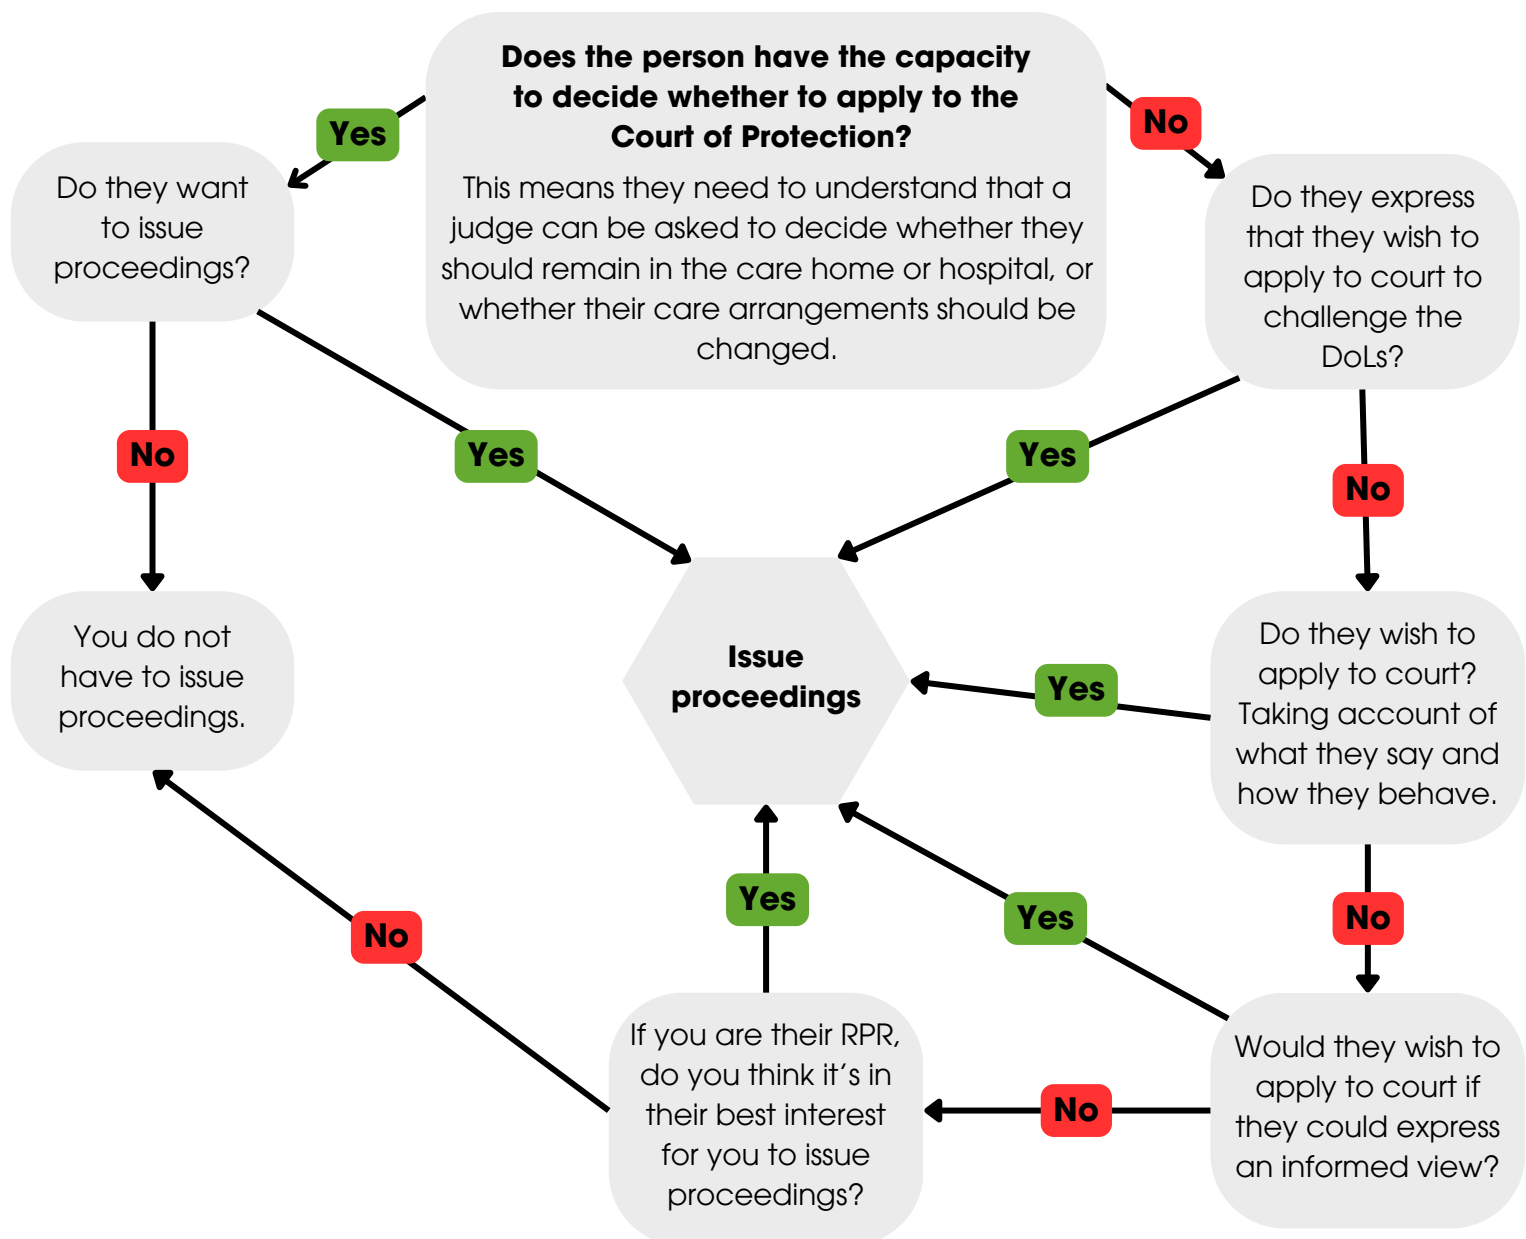 Does the person have the capacity
to decide whether to apply to the
Court of Protection?
This means they need to understand that a
judge can be asked to decide whether they
should remain in the care home or hospital, or
whether their care arrangements should be
changed.
Yes
No
Do they want
to issue
proceedings?
Do they express
that they wish to
apply to court to
challenge the
DoLs?
No
Yes
Yes
No
You do not
have to issue
proceedings.
Issue
proceedings
Yes
Do they wish to
apply to court?
Taking account of
what they say and
how they behave.
No
Yes
Yes
No
If you are their RPR,
do you think it's in
their best interest
for you to issue
proceedings?
No
Would they wish to
apply to court if
they could express
an informed view?